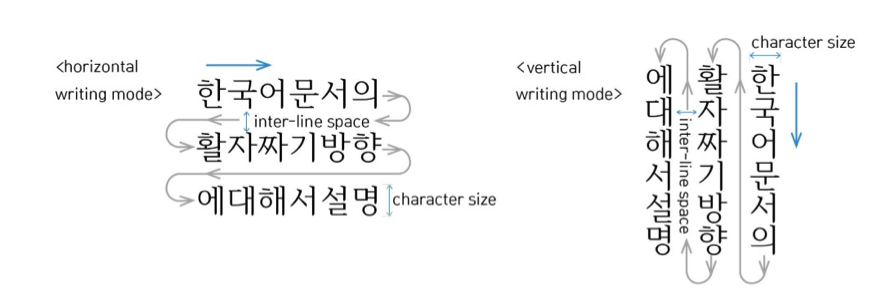 <horizontal
writing mode>
한국어문서의
inter-line space
활자짜기방향
에대해서설명
character size
<vertical
writing mode>
character size
한국어문서의
활자짜기방향
inter-line space
에대해서설명